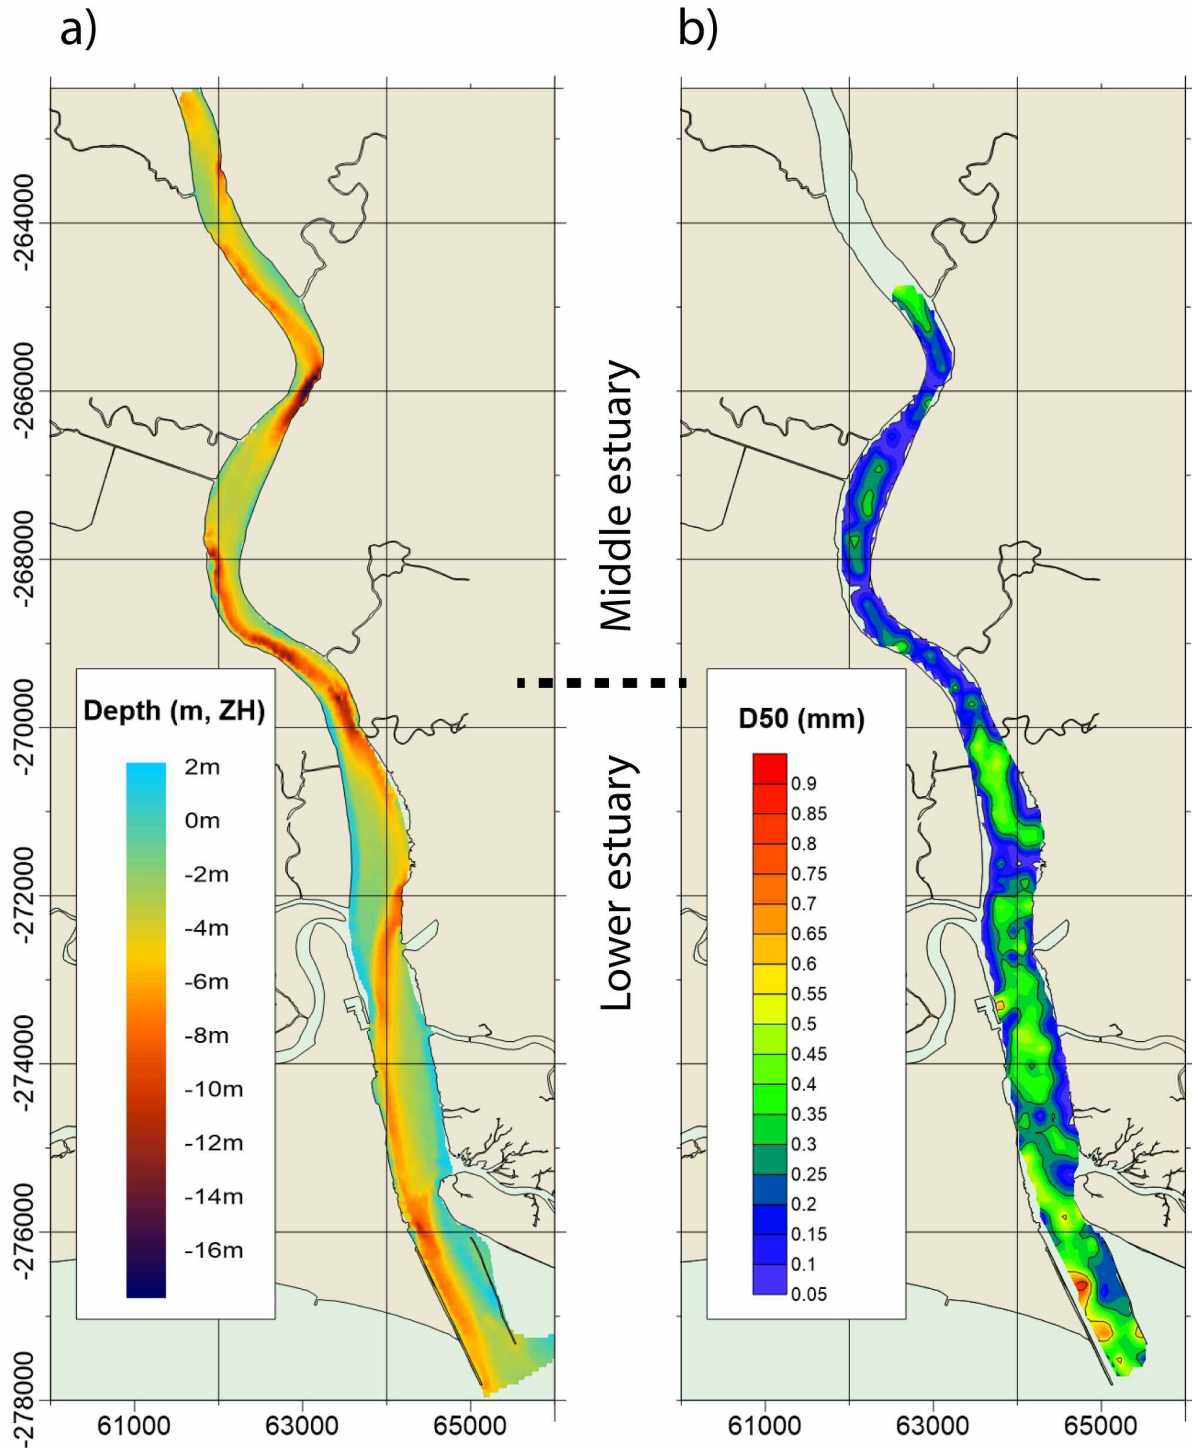 a)
b)
-264000
-266000
-268000
-270000
-272000
-274000
-276000
-278000
61000
63000
65000
Depth (m, ZH)
2m
0m
-2m
-4m
-6m
-8m
-10m
-12m
-14m
-16m
Middle estuary
Lower estuary
D50 (mm)
0.9
0.85
0.8
0.75
0.7
0.65
0.6
0.55
0.5
0.45
0.4
0.35
0.3
0.25
0.2
0.15
0.1
0.05
61000
63000
65000